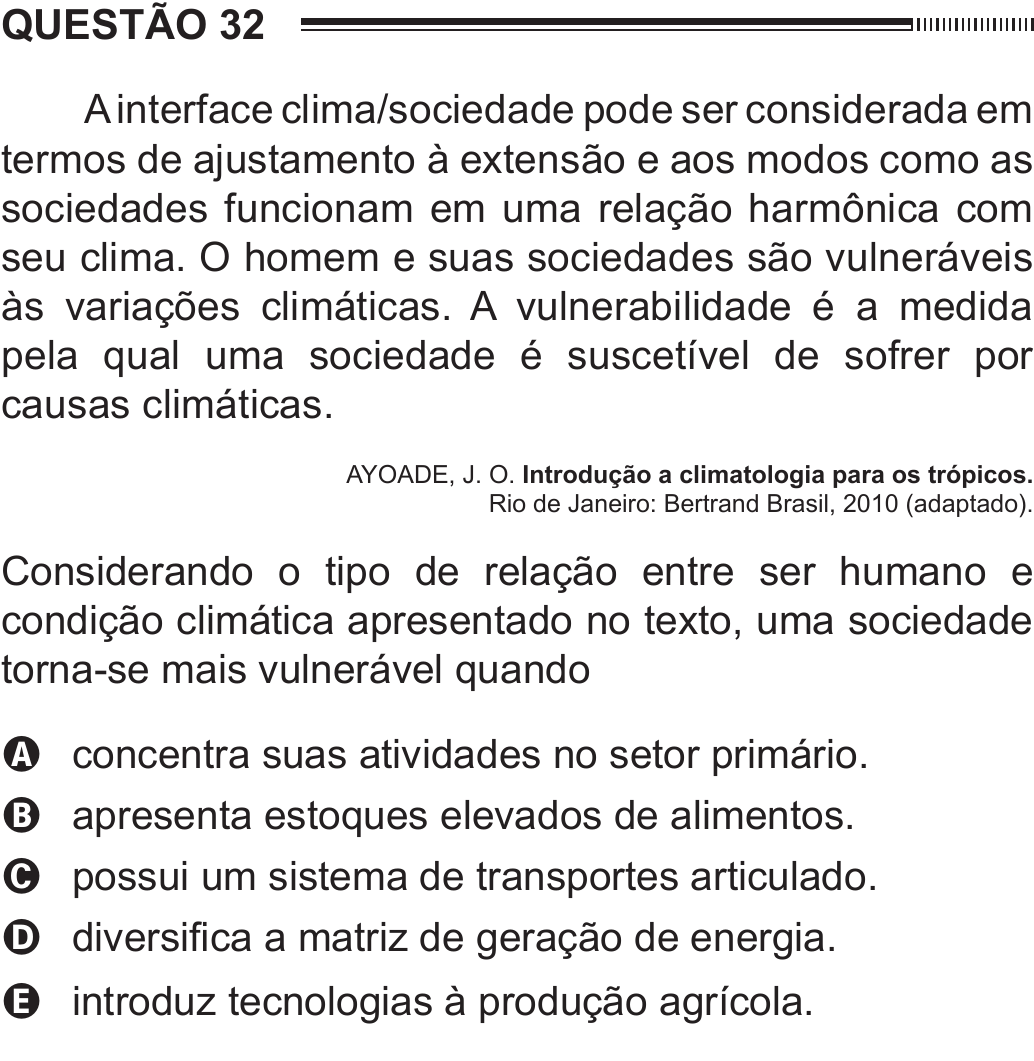 QUESTÃO 32
A interface clima/sociedade pode ser considerada em
termos de ajustamento à extensão e aos modos como as
sociedades funcionam em uma relação harmônica com
seu clima. O homem e suas sociedades são vulneráveis
às variações climáticas. A vulnerabilidade é a medida
pela qual uma sociedade é suscetível de sofrer por
causas climáticas.
AYOADE, J. O. Introdução a climatologia para os trópicos.
Rio de Janeiro: Bertrand Brasil, 2010 (adaptado).
Considerando o tipo de relação entre ser humano e
condição climática apresentado no texto, uma sociedade
torna-se mais vulnerável quando
A concentra suas atividades no setor primário.
B apresenta estoques elevados de alimentos.
C possui um sistema de transportes articulado.
D diversifica a matriz de geração de energia.
E introduz tecnologias à produção agrícola.